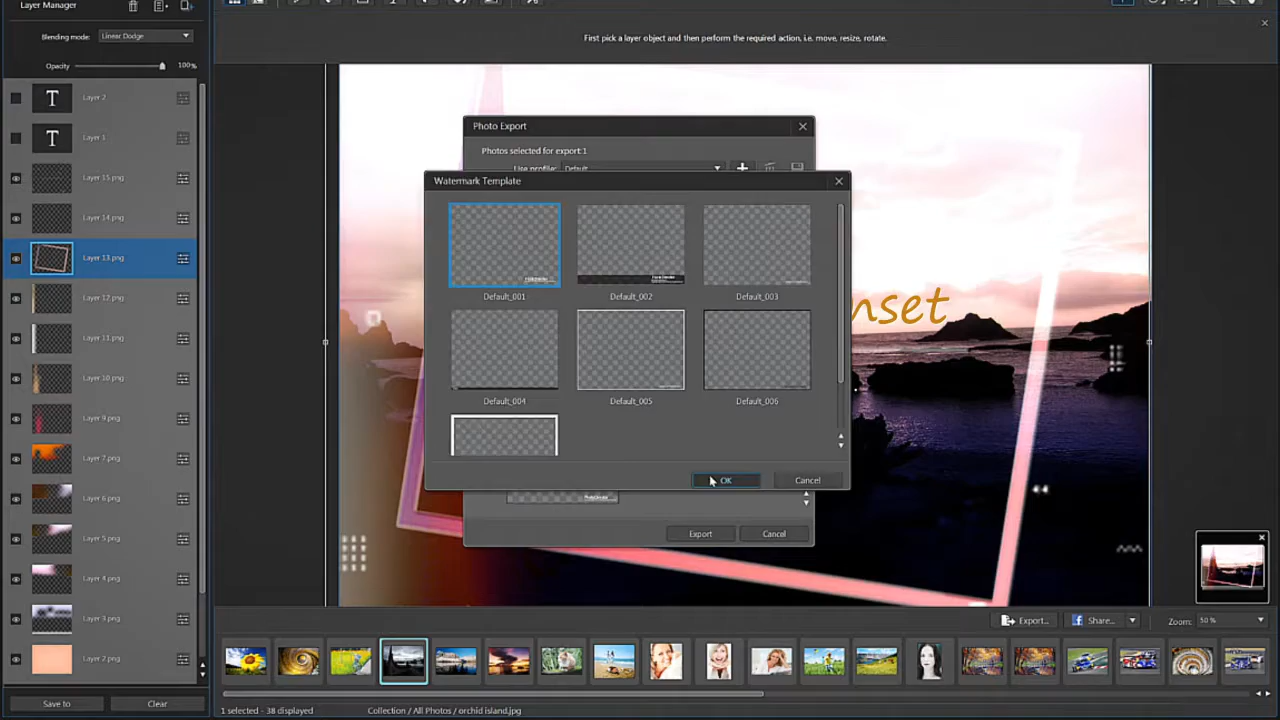 Layer Manager
Blending mode: Linear Dodge
Opacity 100%
First pick a layer object and then perform the required action, i.e. move, resize, rotate.
T Layer 2
T Layer 1
Layer 15.png
Layer 14.png
Layer 13.png
Layer 12.png
Layer 11.png
Layer 10.png
Layer 9.png
Layer 7.png
Layer 6.png
Layer 5.png
Layer 4.png
Layer 3.png
Layer 2.png
Save to Clear
Photo Export
Photos selected for export:1
Use profile: Default
Watermark Template
Default_001 Default_002 Default_003
Default_004 Default_005 Default_006
OK Cancel
Export Cancel
nset
Export... Share... Zoom: 50 %
1 selected - 38 displayed Collection / All Photos / orchid island.jpg